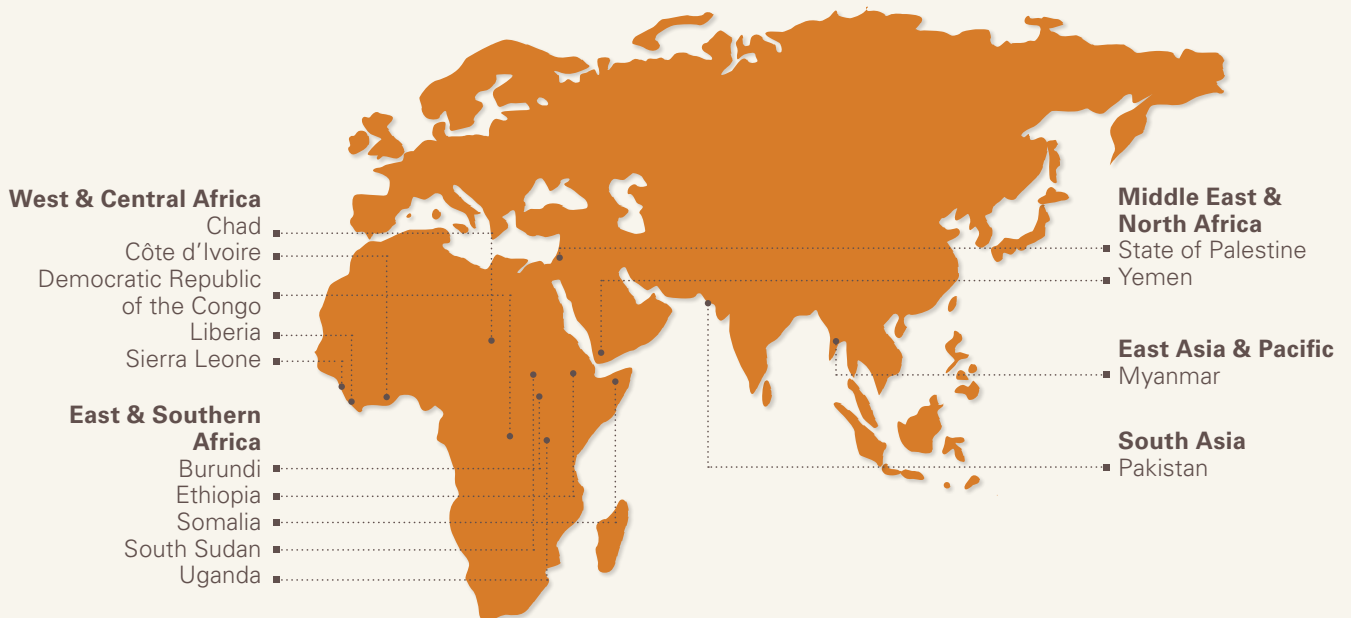 West & Central Africa
Chad
Côte d’Ivoire
Democratic Republic
of the Congo
Liberia
Sierra Leone
East & Southern
Africa
Burundi
Ethiopia
Somalia
South Sudan
Uganda
Middle East &
North Africa
State of Palestine
Yemen
East Asia & Pacific
Myanmar
South Asia
Pakistan